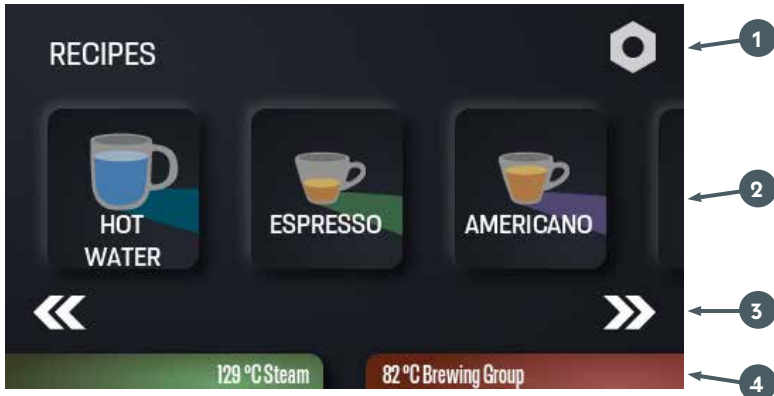 RECIPES
1
HOT
WATER
ESPRESSO
AMERICANO
2
3
129 °C Steam
82 °C Brewing Group
4